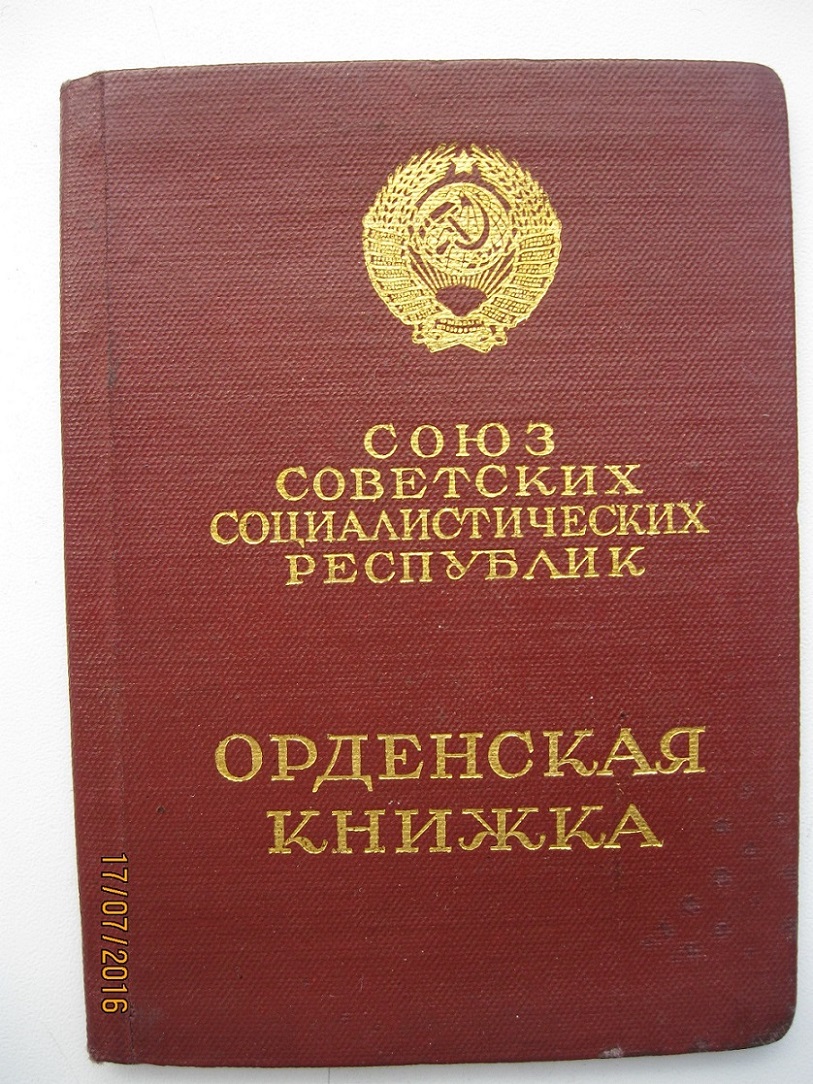 СОЮЗ
СОВЕТСКИХ
СОЦИАЛИСТИЧЕСКИХ
РЕСПУБЛИК
ОРДЕНСКАЯ
КНИЖКА
17/07/2016